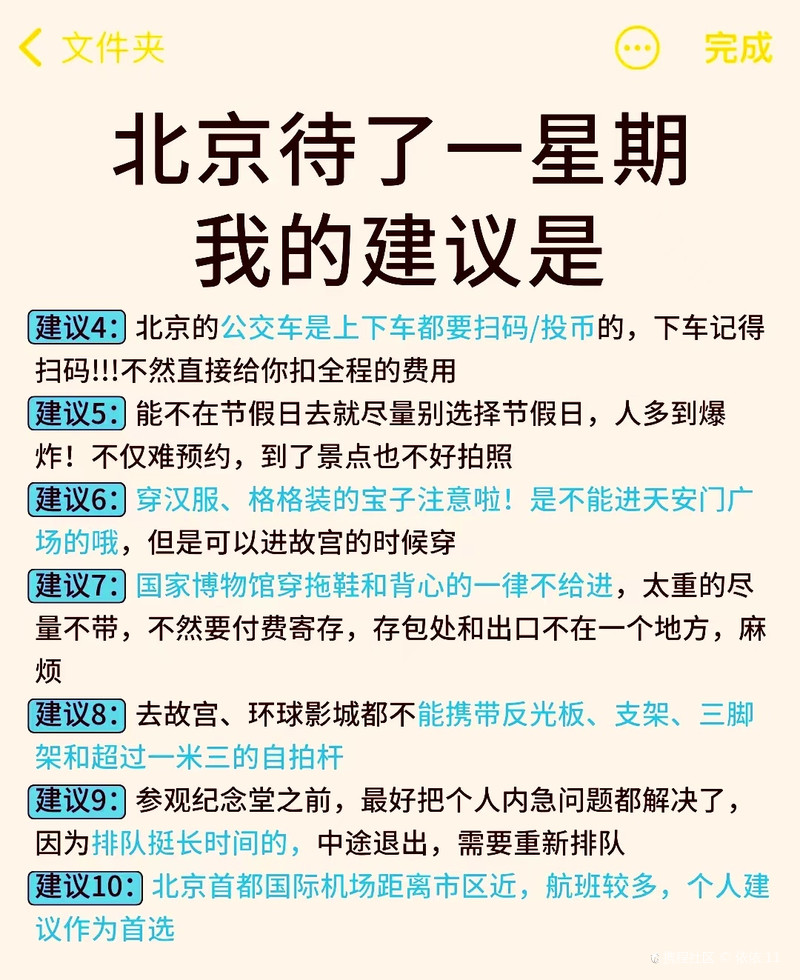 文件夹
完成
北京待了一星期
我的建议是
建议4：北京的公交车是上下车都要扫码/投币的，下车记得
扫码!!!不然直接给你扣全程的费用
建议5：能不在节假日去就尽量别选择节假日，人多到爆
炸！不仅难预约，到了景点也不好拍照
建议6：穿汉服、格格装的宝子注意啦！是不能进天安门广
场的哦，但是可以进故宫的时候穿
建议7：国家博物馆穿拖鞋和背心的一律不给进，太重的尽
量不带，不然要付费寄存，存包处和出口不在一个地方，麻
烦
建议8：去故宫、环球影城都不能携带反光板、支架、三脚
架和超过一米三的自拍杆
建议9：参观纪念堂之前，最好把个人内急问题都解决了，
因为排队挺长时间的，中途退出，需要重新排队
建议10：北京首都国际机场距离市区近，航班较多，个人建
议作为首选